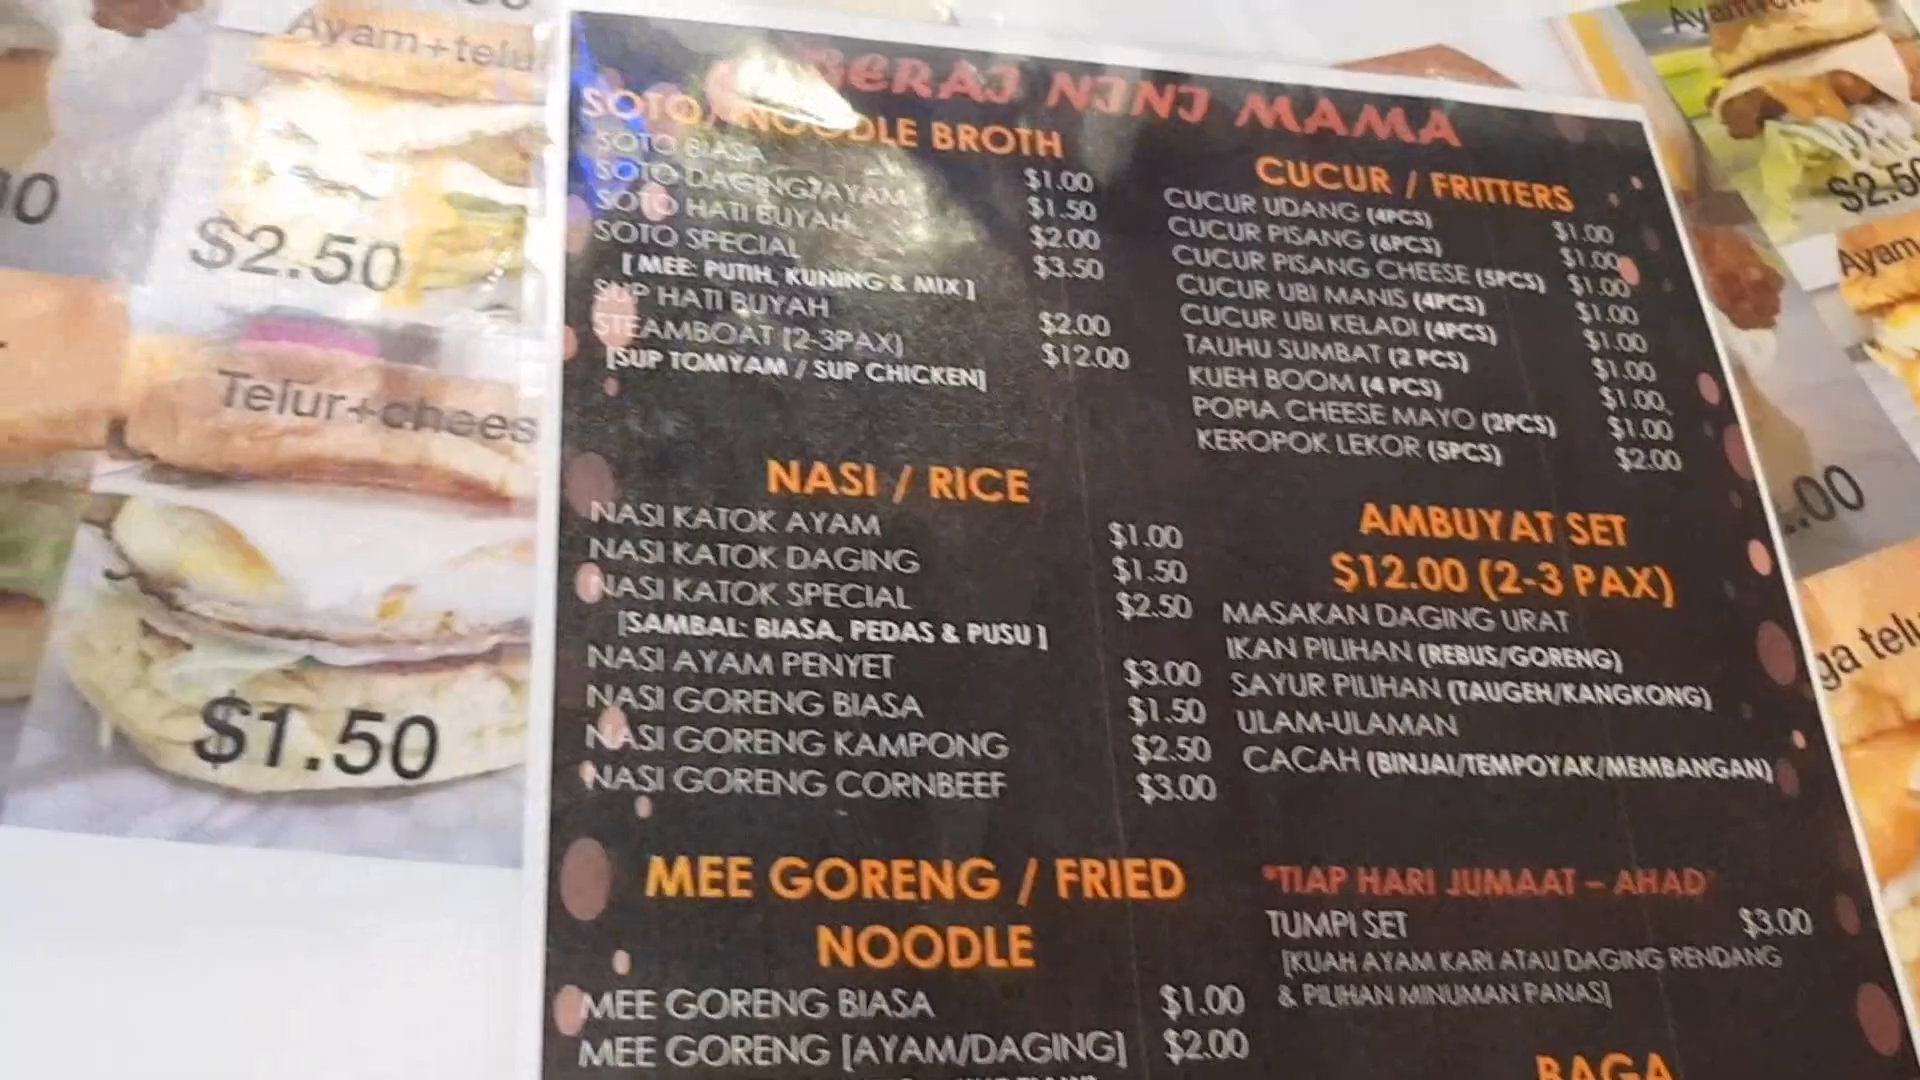 Ayam+telu
$2.50
Telur+chees
$1.50
NINI MAMA
SOTO / NOODLE BROTH
SOTO BIASA $1.00
SOTO DAGING/AYAM $1.50
SOTO HATI BUYAH $2.00
SOTO SPECIAL $3.50
[ MEE: PUTIH, KUNING & MIX ]
SUP HATI BUYAH $2.00
STEAMBOAT [2-3PAX) $12.00
[SUP TOMYAM / SUP CHICKEN]
NASI / RICE
NASI KATOK AYAM $1.00
NASI KATOK DAGING $1.50
NASI KATOK SPECIAL $2.50
[SAMBAL: BIASA, PEDAS & PUSU ]
NASI AYAM PENYET $3.00
NASI GORENG BIASA $1.50
NASI GORENG KAMPONG $2.50
NASI GORENG CORNBEEF $3.00
MEE GORENG / FRIED
NOODLE
MEE GORENG BIASA $1.00
MEE GORENG [AYAM/DAGING] $2.00
CUCUR / FRITTERS
CUCUR UDANG (4PCS) $1.00
CUCUR PISANG (6PCS) $1.00
CUCUR PISANG CHEESE (5PCS) $1.00
CUCUR UBI MANIS (4PCS) $1.00
CUCUR UBI KELADI (4PCS) $1.00
TAUHU SUMBAT (2 PCS) $1.00
KUEH BOOM (4 PCS) $1.00
POPIA CHEESE MAYO (2PCS) $1.00
KEROPOK LEKOR (5PCS) $2.00
AMBUYAT SET
$12.00 (2-3 PAX)
MASAKAN DAGING URAT
IKAN PILIHAN (REBUS/GORENG)
SAYUR PILIHAN (TAUGEH/KANGKONG)
ULAM-ULAMAN
CACAH (BINJAI/TEMPOYAK/MEMBANGAN)
*TIAP HARI JUMAAT – AHAD*
TUMPI SET $3.00
[KUAH AYAM KARI ATAU DAGING RENDANG
& PILIHAN MINUMAN PANAS]
BAGA
$2.50
Ayam
.00
ga telu